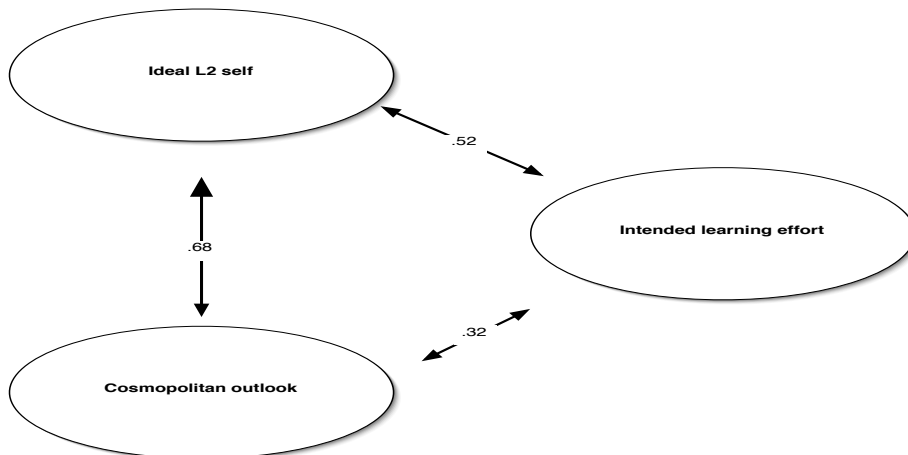 Ideal L2 self
.52
Intended learning effort
.68
.32
Cosmopolitan outlook